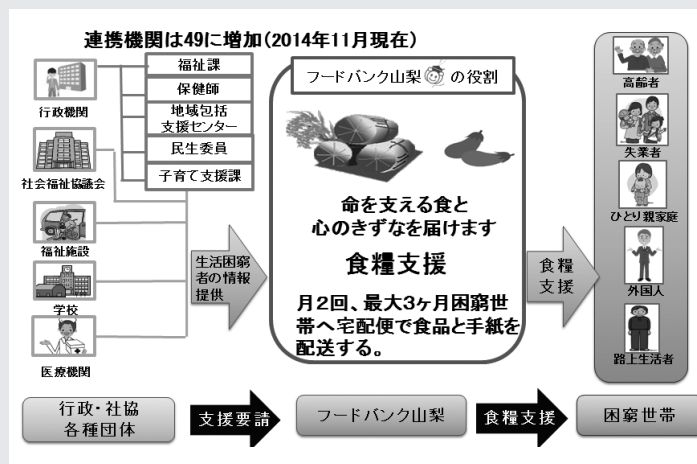 連携機関は49に増加(2014年11月現在)
行政機関
社会福祉協議会
福祉施設
学校
医療機関
福祉課
保健師
地域包括
支援センター
民生委員
子育て支援課
生活困窮
者の情報
提供
フードバンク山梨の役割
命を支える食と
心のきずなを届けます
食糧支援
月2回、最大3ヶ月困窮世
帯へ宅配便で食品と手紙を
配送する。
食糧
支援
高齢者
失業者
ひとり親家庭
外国人
路上生活者
行政・社協
各種団体
支援要請
フードバンク山梨
食糧支援
困窮世帯